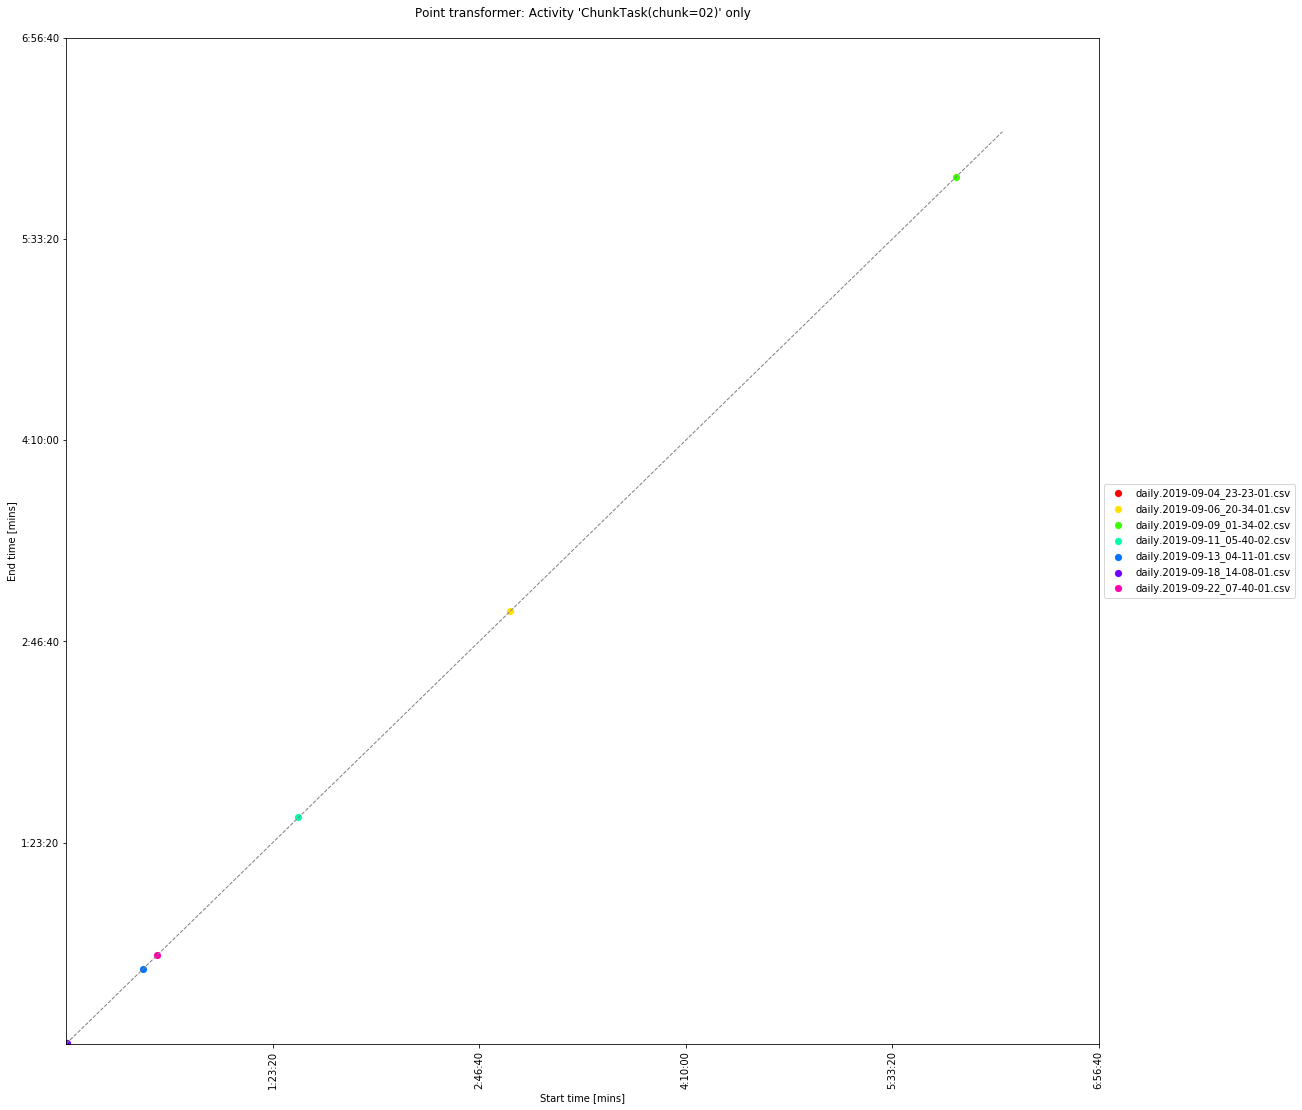 Point transformer: Activity 'ChunkTask(chunk=02)' only
6:56:40
5:33:20
4:10:00
2:46:40
1:23:20
End time [mins]
1:23:20
2:46:40
4:10:00
5:33:20
6:56:40
Start time [mins]
daily.2019-09-04_23-23-01.csv
daily.2019-09-06_20-34-01.csv
daily.2019-09-09_01-34-02.csv
daily.2019-09-11_05-40-02.csv
daily.2019-09-13_04-11-01.csv
daily.2019-09-18_14-08-01.csv
daily.2019-09-22_07-40-01.csv